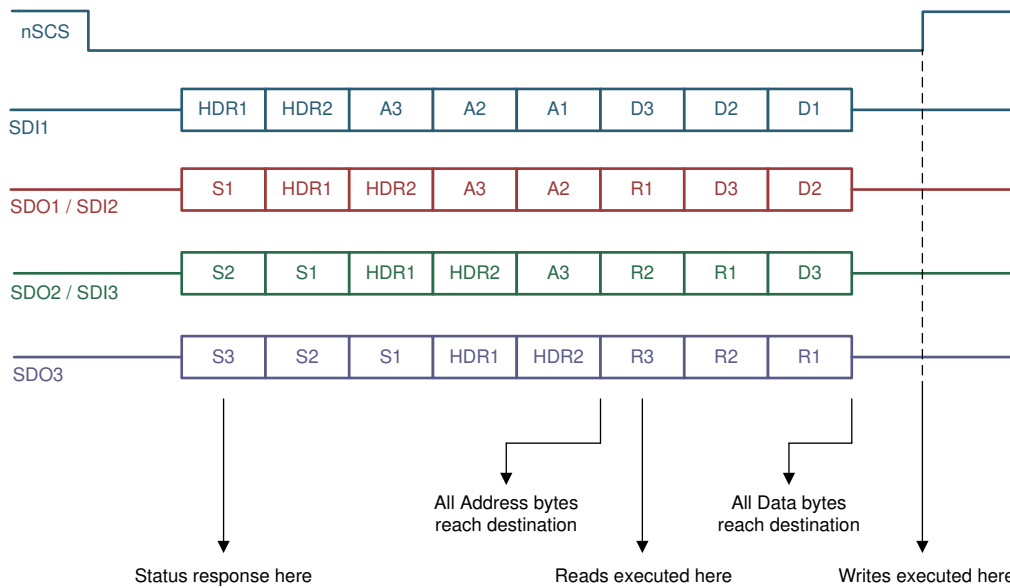 nSCS
HDR1 HDR2 A3 A2 A1 D3 D2 D1
SDI1
S1 HDR1 HDR2 A3 A2 R1 D3 D2
SDO1 / SDI2
S2 S1 HDR1 HDR2 A3 R2 R1 D3
SDO2 / SDI3
S3 S2 S1 HDR1 HDR2 R3 R2 R1
SDO3
All Address bytes
reach destination
All Data bytes
reach destination
Status response here
Reads executed here
Writes executed here